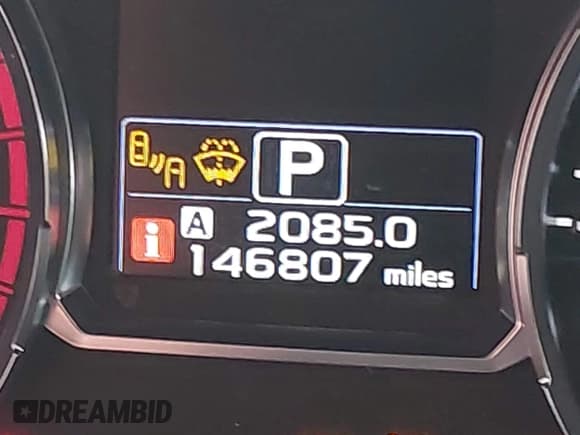 P
A 2085.0
i 146807 miles
DREAMBID